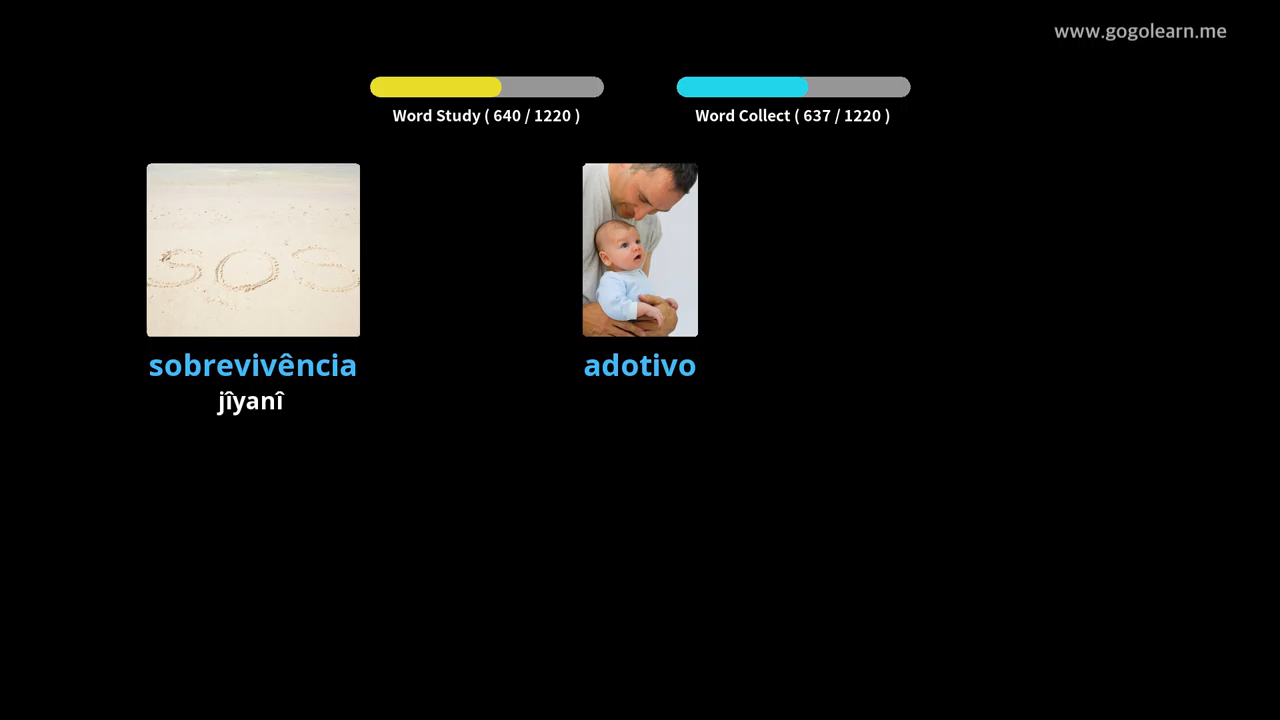 www.gogolearn.me
Word Study ( 640 / 1220 )
Word Collect ( 637 / 1220 )
SOS
sobrevivência
jîyanî
adotivo